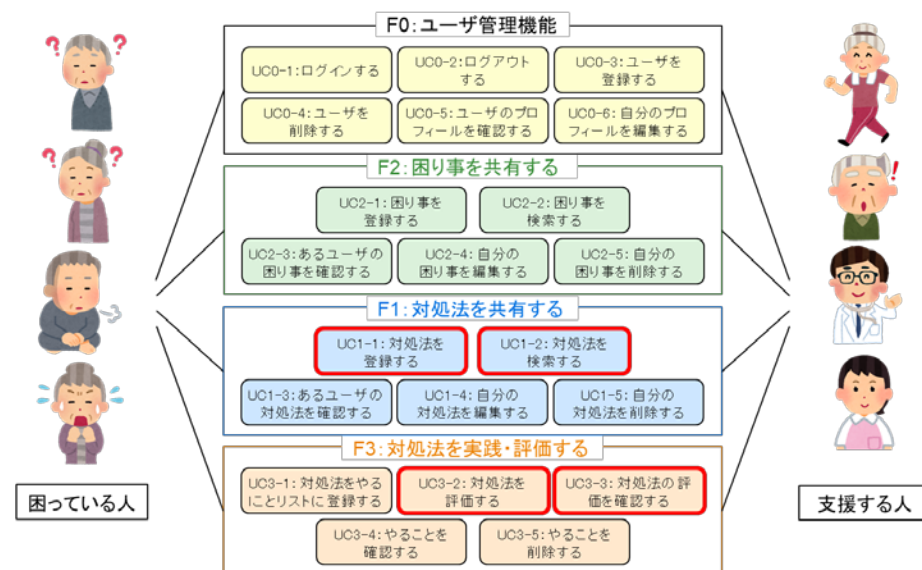 F0:ユーザ管理機能
UC0-1:ログインする
UC0-2:ログアウト
する
UC0-3:ユーザを
登録する
UC0-4:ユーザを
削除する
UC0-5:ユーザのプロ
フィールを確認する
UC0-6:自分のプロ
フィールを編集する
F2:困り事を共有する
UC2-1:困り事を
登録する
UC2-2:困り事を
検索する
UC2-3:あるユーザの
困り事を確認する
UC2-4:自分の
困り事を編集する
UC2-5:自分の
困り事を削除する
F1:対処法を共有する
UC1-1:対処法を
登録する
UC1-2:対処法を
検索する
UC1-3:あるユーザの
対処法を確認する
UC1-4:自分の
対処法を編集する
UC1-5:自分の
対処法を削除する
F3:対処法を実践・評価する
UC3-1:対処法をやる
にことリストに登録する
UC3-2:対処法を
評価する
UC3-3:対処法の評
価を確認する
UC3-4:やることを
確認する
UC3-5:やることを
削除する
困っている人
支援する人